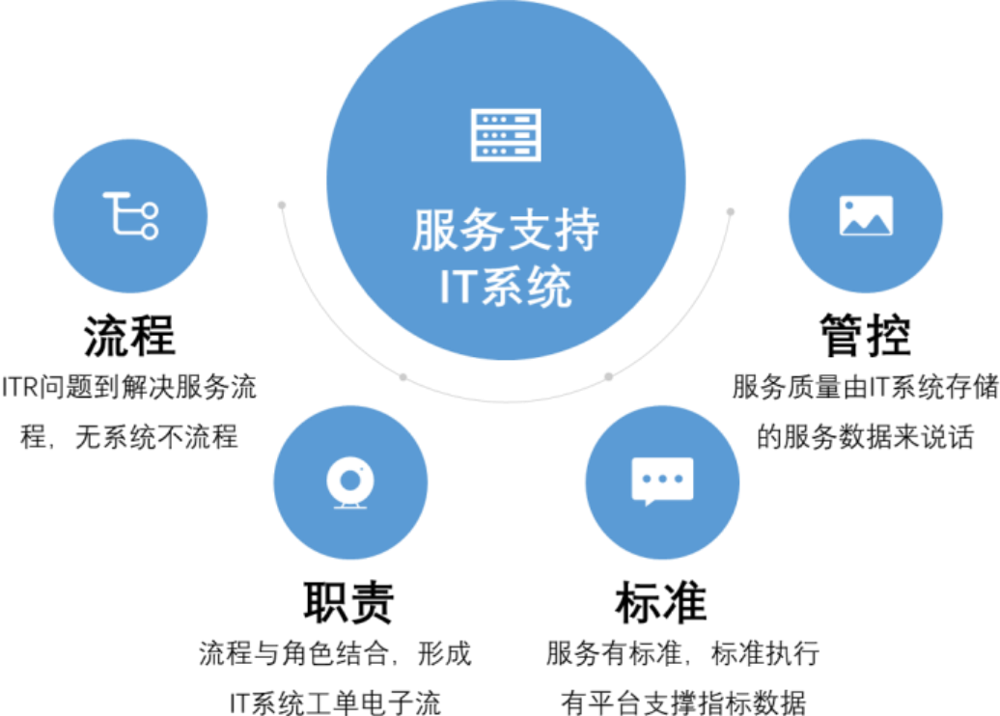 服务支持
IT系统
流程
ITR问题到解决服务流
程，无系统不流程
管控
服务质量由IT系统存储
的服务数据来说话
职责
流程与角色结合，形成
IT系统工单电子流
标准
服务有标准，标准执行
有平台支撑指标数据